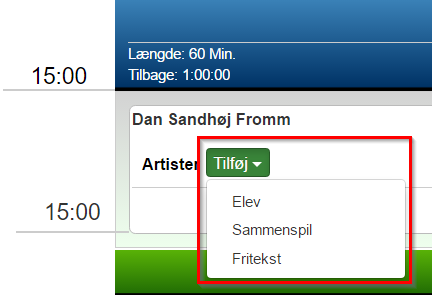 Længde: 60 Min.
15:00
Tilbage: 1:00:00
Dan Sandhøj Fromm
Artister Tilføj
Elev
15:00
Sammenspil
Fritekst